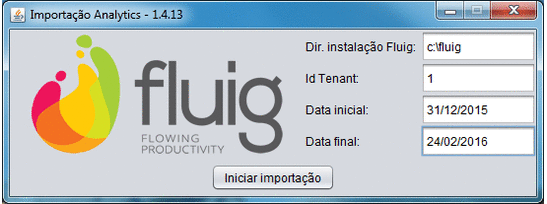 Importação Analytics - 1.4.13
fluig
FLOWING
PRODUCTIVITY
Dir. instalação Fluig: c:\fluig
Id Tenant: 1
Data inicial: 31/12/2015
Data final: 24/02/2016
Iniciar importação